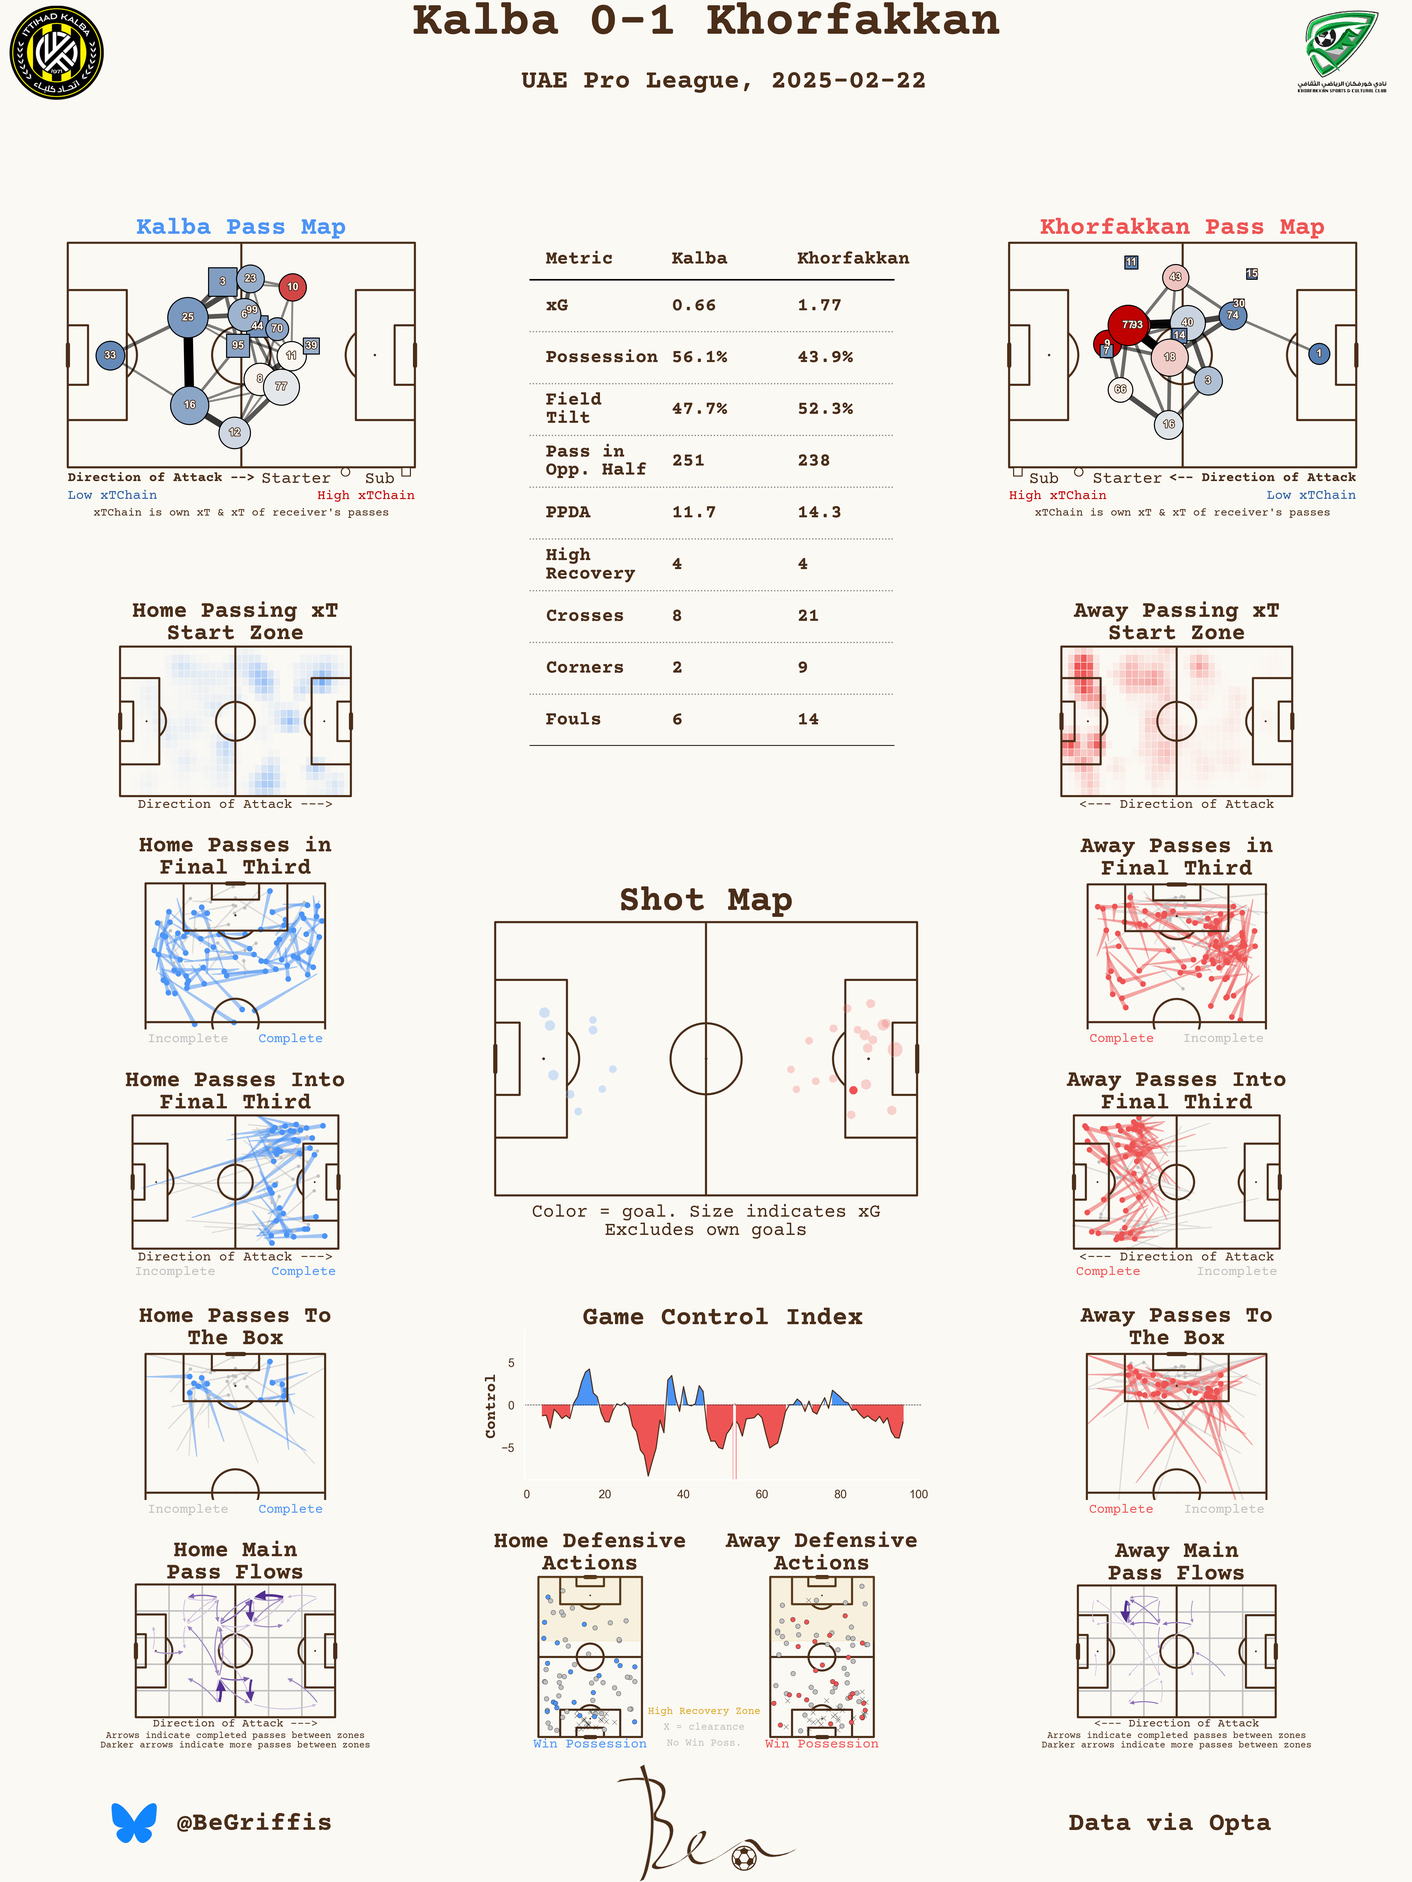 Kalba 0-1 Khorfakkan
UAE Pro League, 2025-02-22
ITTIHAD KALBA
1971
اتحاد كلباء
نادي خورفكان الرياضي الثقافي
KHORFAKKAN SPORTS & CULTURAL CLUB
Kalba Pass Map
3 23 10
25 6 99
44 70
33 95 11 39
8 77
16
12
Direction of Attack --> Starter Sub
Low xTChain High xTChain
xTChain is own xT & xT of receiver's passes
Metric Kalba Khorfakkan
xG 0.66 1.77
Possession 56.1% 43.9%
Field
Tilt 47.7% 52.3%
Pass in
Opp. Half 251 238
PPDA 11.7 14.3
High
Recovery 4 4
Crosses 8 21
Corners 2 9
Fouls 6 14
Khorfakkan Pass Map
11 43 15
30
77 93 40 74
9 14
7 18 1
66 3
16
Sub Starter <-- Direction of Attack
High xTChain Low xTChain
xTChain is own xT & xT of receiver's passes
Home Passing xT
Start Zone
Direction of Attack --->
Away Passing xT
Start Zone
<--- Direction of Attack
Home Passes in
Final Third
Incomplete Complete
Shot Map
Color = goal. Size indicates xG
Excludes own goals
Away Passes in
Final Third
Complete Incomplete
Home Passes Into
Final Third
Direction of Attack --->
Incomplete Complete
Away Passes Into
Final Third
<--- Direction of Attack
Complete Incomplete
Home Passes To
The Box
Incomplete Complete
Game Control Index
Control
5
0
−5
0 20 40 60 80 100
Away Passes To
The Box
Complete Incomplete
Home Main
Pass Flows
Direction of Attack --->
Arrows indicate completed passes between zones
Darker arrows indicate more passes between zones
Home Defensive
Actions
Win Possession
High Recovery Zone
X = clearance
No Win Poss.
Away Defensive
Actions
Win Possession
Away Main
Pass Flows
<--- Direction of Attack
Arrows indicate completed passes between zones
Darker arrows indicate more passes between zones
@BeGriffis
Ben
Data via Opta